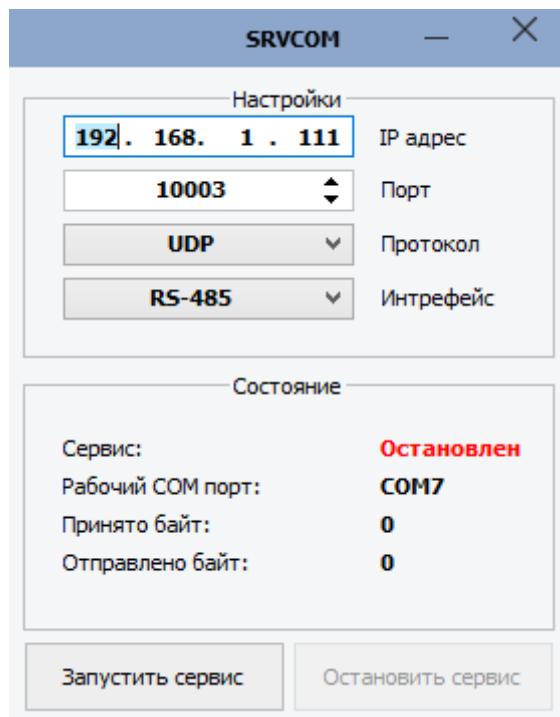 SRVCOM
Настройки
192. 168. 1 . 111 IP адрес
10003 Порт
UDP Протокол
RS-485 Интрефейс
Состояние
Сервис: Остановлен
Рабочий COM порт: COM7
Принято байт: 0
Отправлено байт: 0
Запустить сервис Остановить сервис